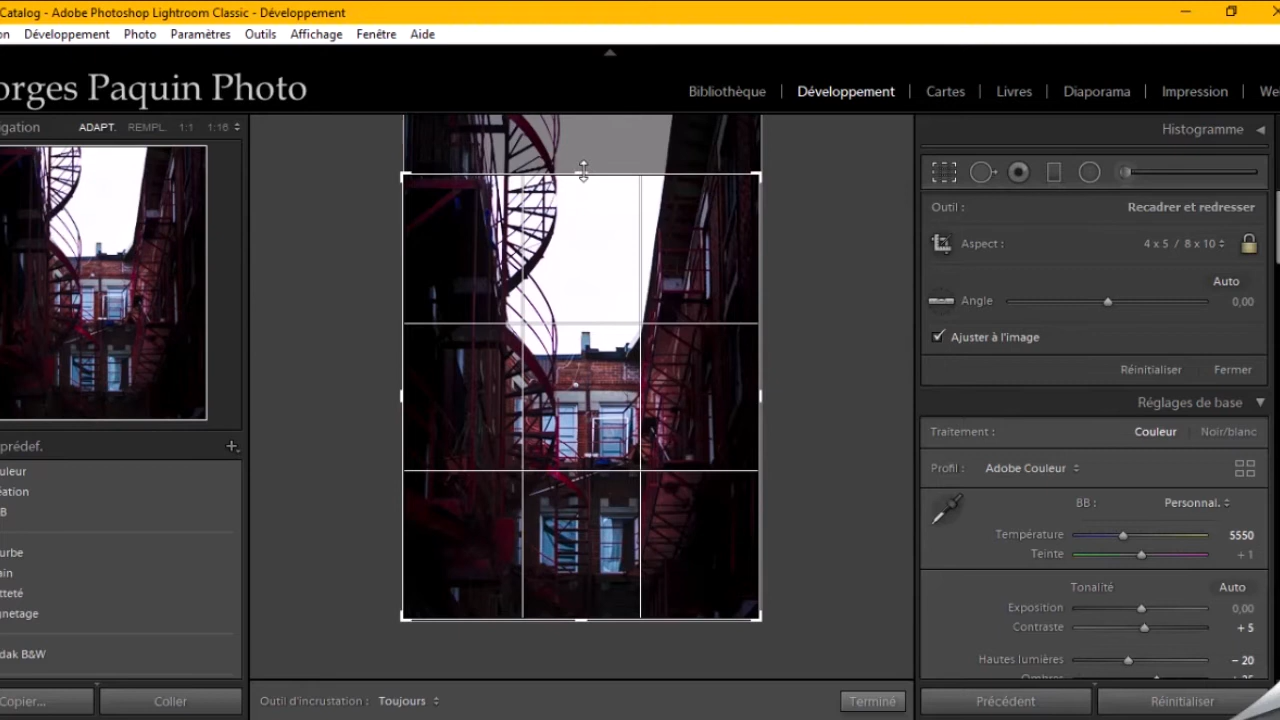 Catalog - Adobe Photoshop Lightroom Classic - Développement
on Développement Photo Paramètres Outils Affichage Fenêtre Aide
orges Paquin Photo
Bibliothèque | Développement | Cartes | Livres | Diaporama | Impression | We
igation ADAPT. REMPL. 1:1 1:16
Histogramme
Outil : Recadrer et redresser
Aspect : 4 x 5 / 8 x 10
Auto
Angle 0,00
Ajuster à l'image
Réinitialiser Fermer
Réglages de base
Traitement : Couleur | Noir/blanc
Profil : Adobe Couleur
BB : Personnal.
Température 5550
Teinte + 1
Tonalité Auto
Exposition 0,00
Contraste + 5
Hautes lumières - 20
prédef. +
uleur
éation
B
urbe
ain
tteté
gnetage
dak B&W
Copier... Coller
Outil d'incrustation : Toujours
Terminé
Précédent Réinitialiser